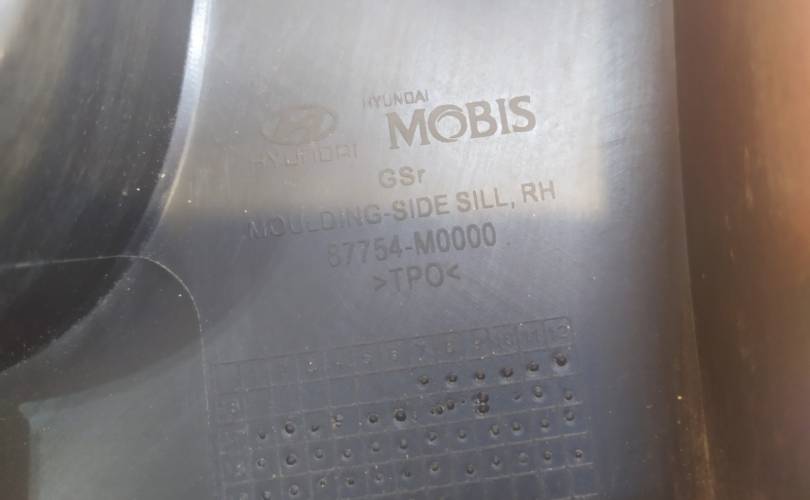 HYUNDAI
MOBIS
HYUNDAI
GSr
MOULDING-SIDE SILL, RH
87754-M0000
>TPO<